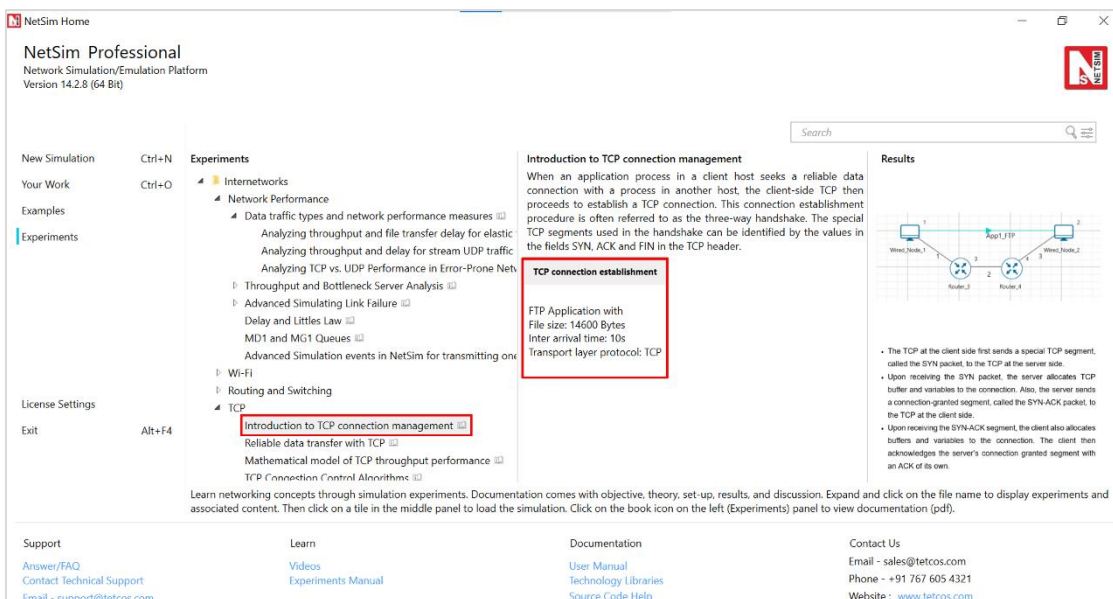 NetSim Home
NetSim Professional
Network Simulation/Emulation Platform
Version 14.2.8 (64 Bit)
NETSIM
Search
New Simulation Ctrl+N
Your Work Ctrl+O
Examples
Experiments
License Settings
Exit Alt+F4
Experiments
Internetworks
Network Performance
Data traffic types and network performance measures
Analyzing throughput and file transfer delay for elastic
Analyzing throughput and delay for stream UDP traffic
Analyzing TCP vs. UDP Performance in Error-Prone Netw
Throughput and Bottleneck Server Analysis
Advanced Simulating Link Failure
Delay and Littles Law
MD1 and MG1 Queues
Advanced Simulation events in NetSim for transmitting one
Wi-Fi
Routing and Switching
TCP
Introduction to TCP connection management
Reliable data transfer with TCP
Mathematical model of TCP throughput performance
TCP Congestion Control Algorithms
Introduction to TCP connection management
When an application process in a client host seeks a reliable data
connection with a process in another host, the client-side TCP then
proceeds to establish a TCP connection. This connection establishment
procedure is often referred to as the three-way handshake. The special
TCP segments used in the handshake can be identified by the values in
the fields SYN, ACK and FIN in the TCP header.
TCP connection establishment
FTP Application with
File size: 14600 Bytes
Inter arrival time: 10s
Transport layer protocol: TCP
Results
1
App1_FTP
2
Wired_Node_1
Wired_Node_2
1
3
2
4
3
Router_3
Router_4
• The TCP at the client side first sends a special TCP segment,
called the SYN packet, to the TCP at the server side.
• Upon receiving the SYN packet, the server allocates TCP
buffer and variables to the connection. Also, the server sends
a connection-granted segment, called the SYN-ACK packet, to
the TCP at the client side.
• Upon receiving the SYN-ACK segment, the client also allocates
buffers and variables to the connection. The client then
acknowledges the server's connection granted segment with
an ACK of its own.
Learn networking concepts through simulation experiments. Documentation comes with objective, theory, set-up, results, and discussion. Expand and click on the file name to display experiments and
associated content. Then click on a tile in the middle panel to load the simulation. Click on the book icon on the left (Experiments) panel to view documentation (pdf).
Support
Answer/FAQ
Contact Technical Support
Email - support@tetcos.com
Learn
Videos
Experiments Manual
Documentation
User Manual
Technology Libraries
Source Code Help
Contact Us
Email - sales@tetcos.com
Phone - +91 767 605 4321
Website : www.tetcos.com